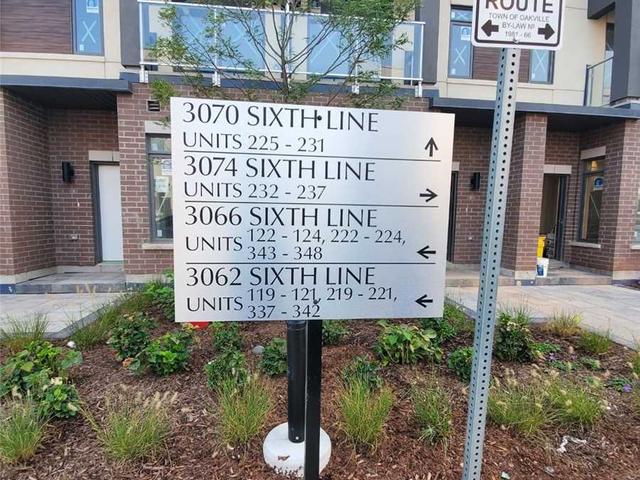 ROUTE
TOWN OF OAKVILLE
BY-LAW Nº
1981 - 66
3070 SIXTH LINE
UNITS 225 - 231
3074 SIXTH LINE
UNITS 232 - 237
3066 SIXTH LINE
UNITS 122 - 124, 222 - 224,
343 - 348
3062 SIXTH LINE
UNITS 119 - 121, 219 - 221,
337 - 342